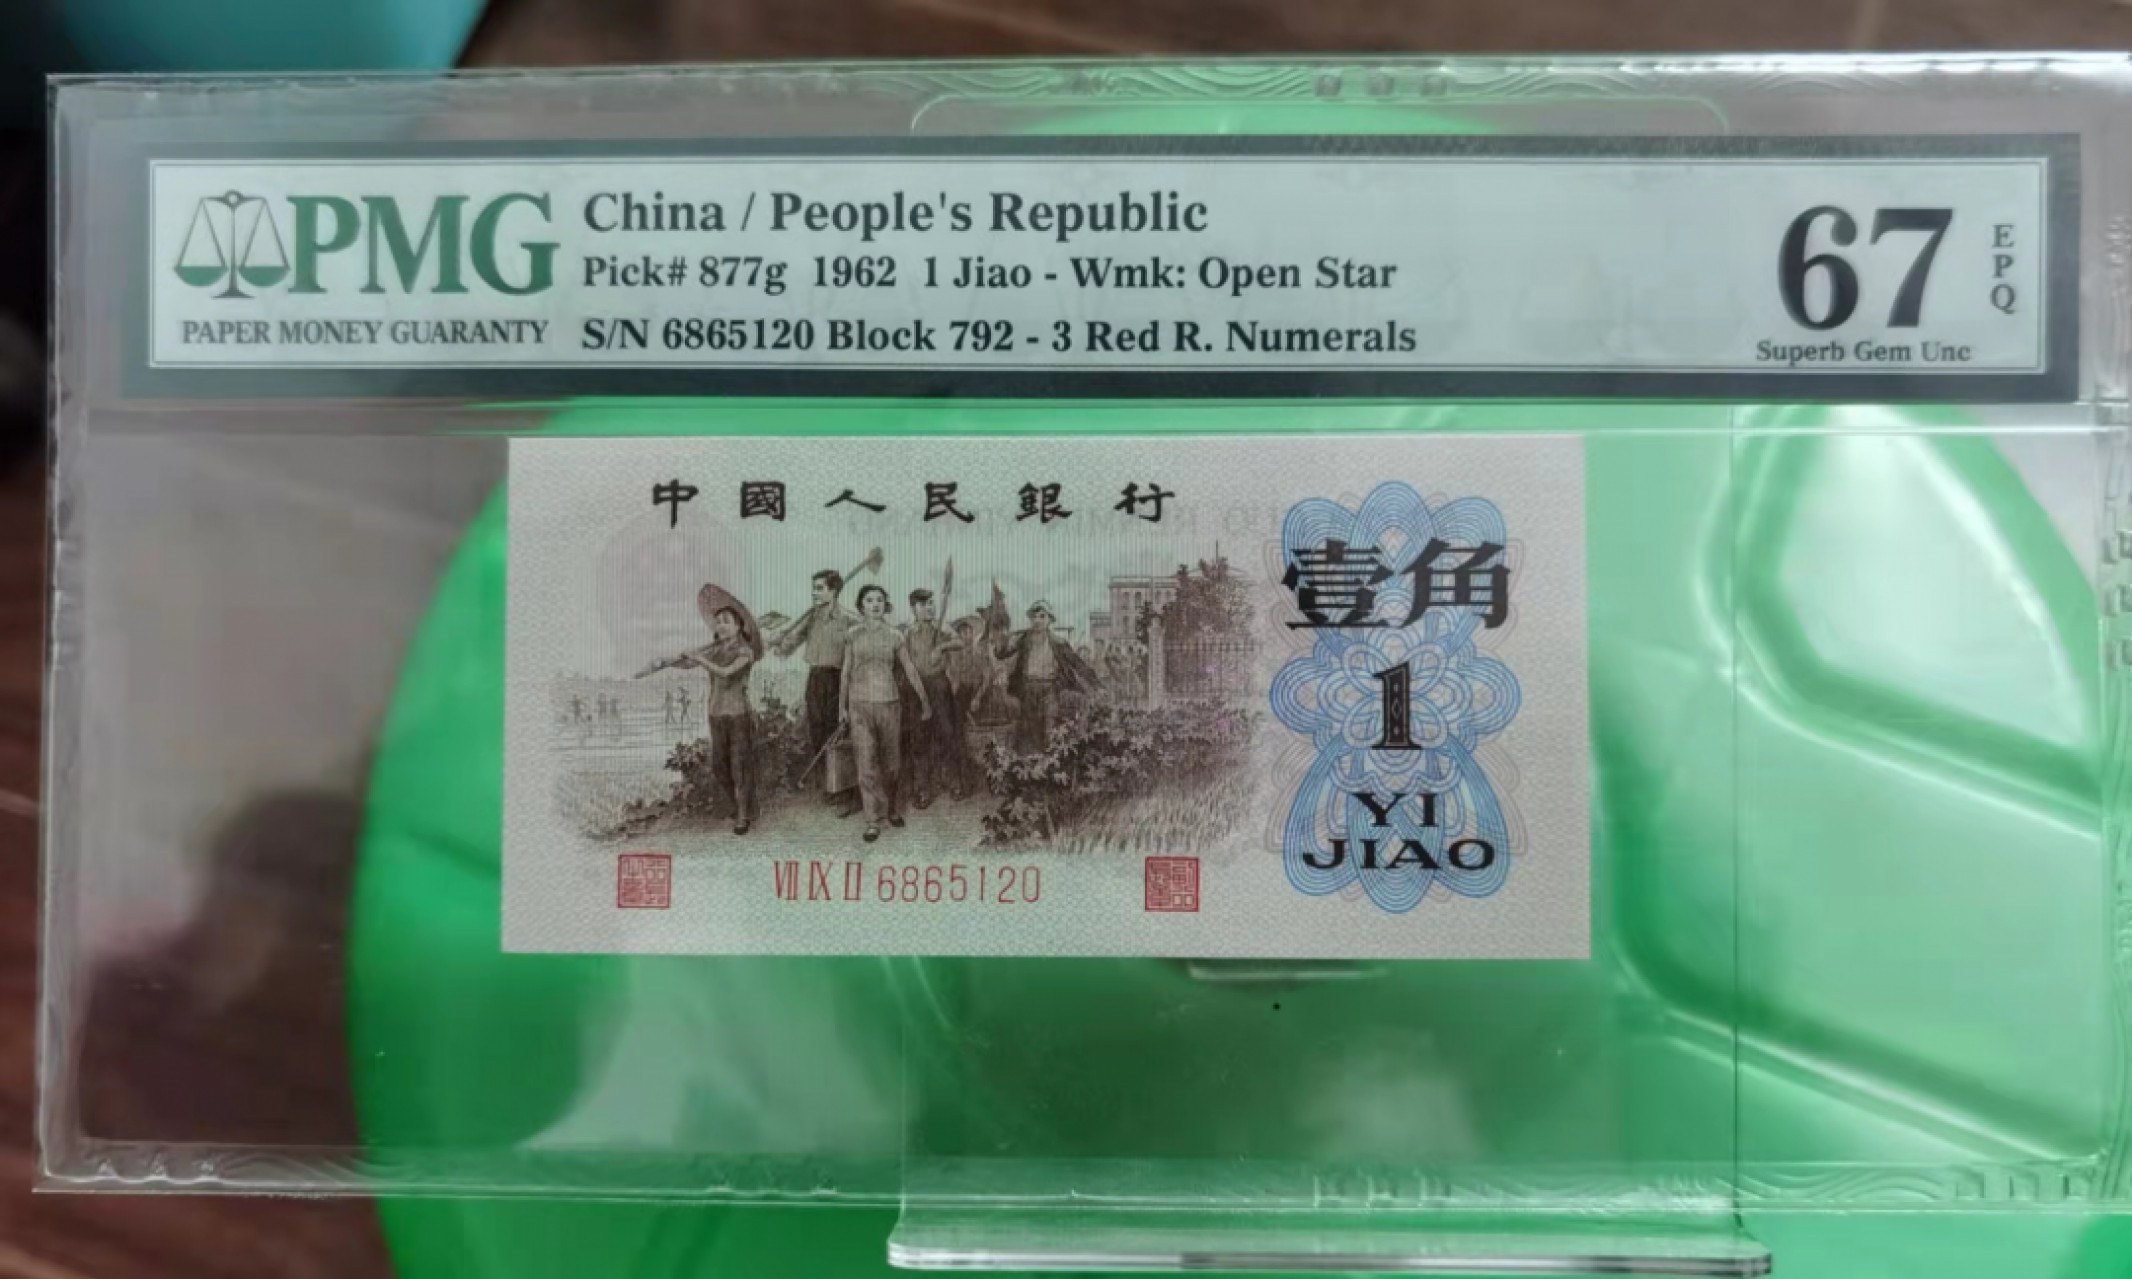 PMG
PAPER MONEY GUARANTY
China / People's Republic
Pick# 877g 1962 1 Jiao - Wmk: Open Star
S/N 6865120 Block 792 - 3 Red R. Numerals
67
EPQ
Superb Gem Unc
中國人民銀行
壹角
1
YI
JIAO
VII IX II 6865120